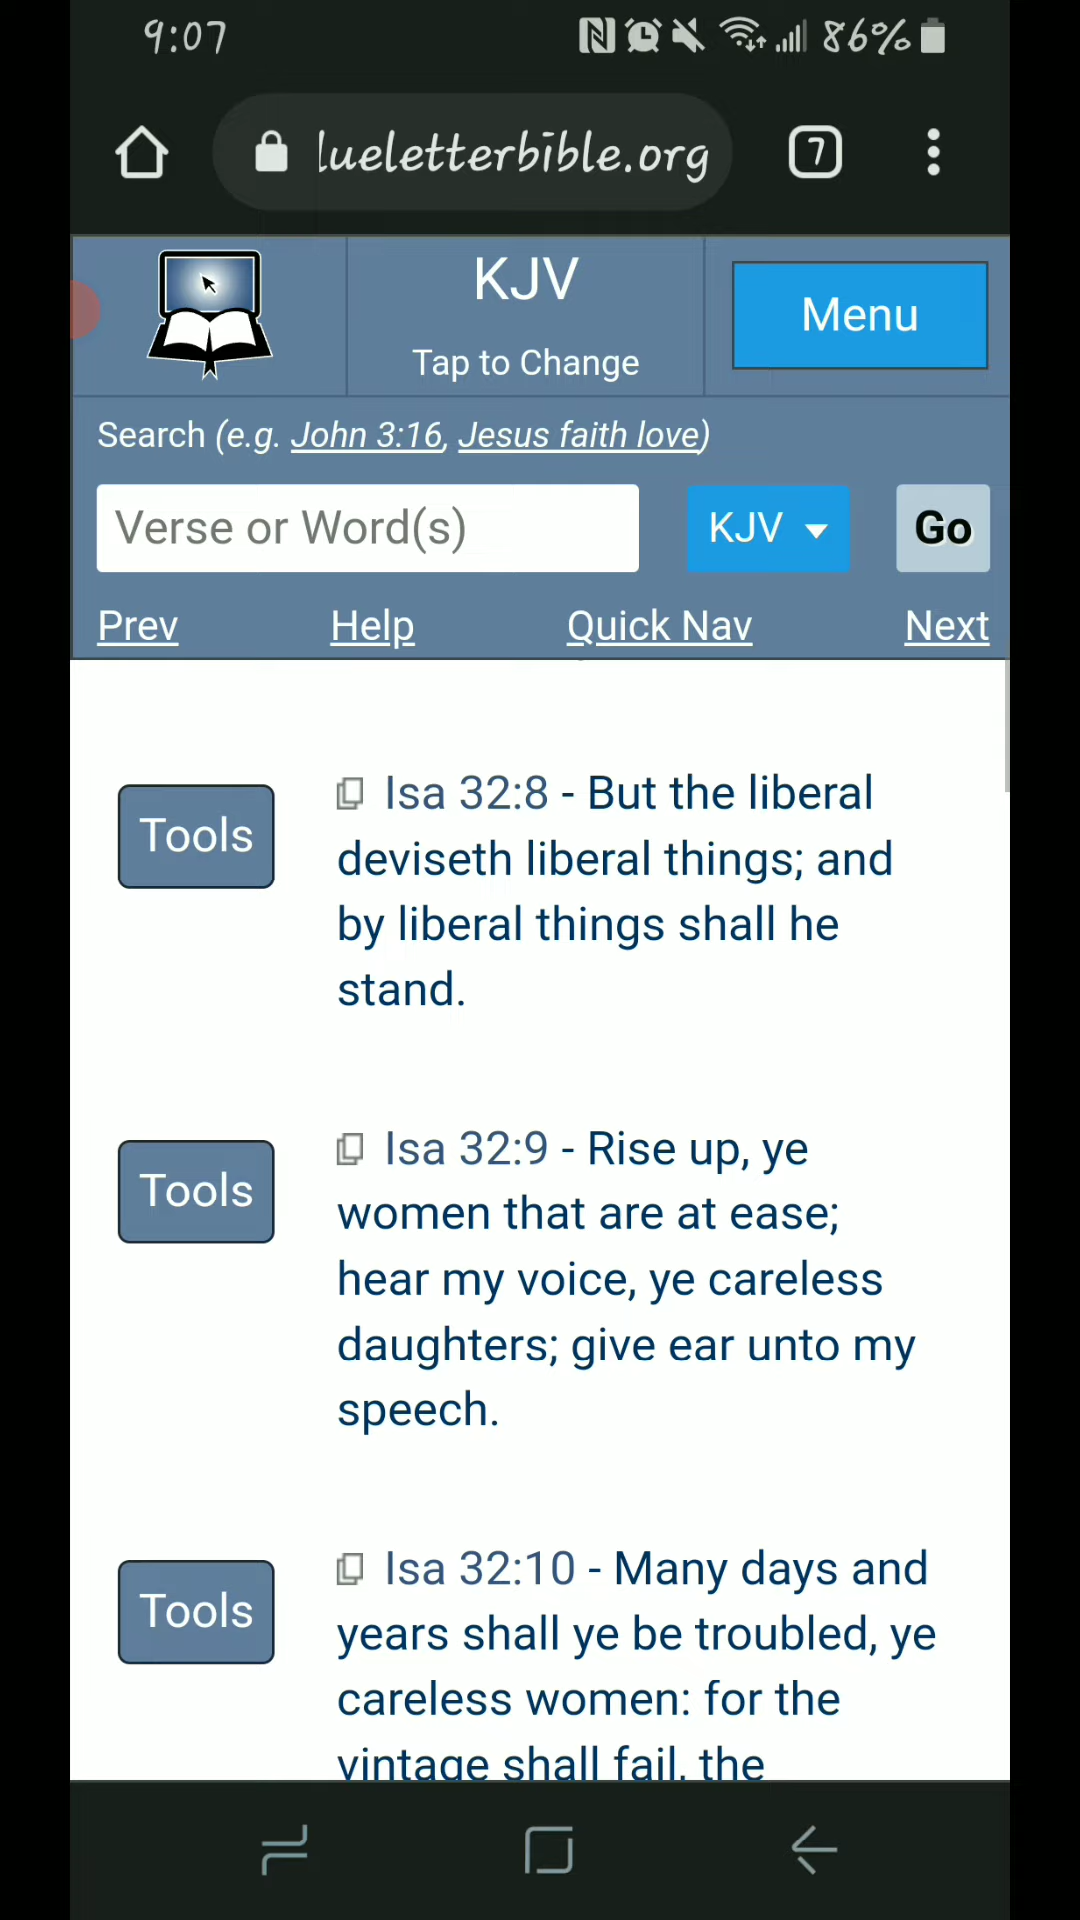 9:07 86%
lueletterbible.org 7
KJV
Tap to Change
Menu
Search (e.g. John 3:16, Jesus faith love)
Verse or Word(s) KJV Go
Prev Help Quick Nav Next
Tools
Isa 32:8 - But the liberal
deviseth liberal things; and
by liberal things shall he
stand.
Tools
Isa 32:9 - Rise up, ye
women that are at ease;
hear my voice, ye careless
daughters; give ear unto my
speech.
Tools
Isa 32:10 - Many days and
years shall ye be troubled, ye
careless women: for the
vintage shall fail, the